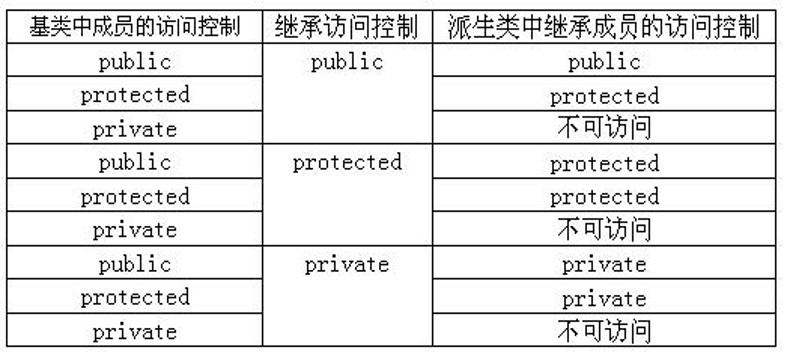 基类中成员的访问控制 继承访问控制 派生类中继承成员的访问控制
public public public
protected protected
private 不可访问
public protected protected
protected protected
private 不可访问
public private private
protected private
private 不可访问